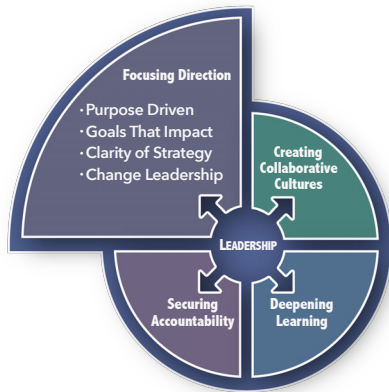 Focusing Direction
· Purpose Driven
· Goals That Impact
· Clarity of Strategy
· Change Leadership
Creating
Collaborative
Cultures
LEADERSHIP
Securing
Accountability
Deepening
Learning